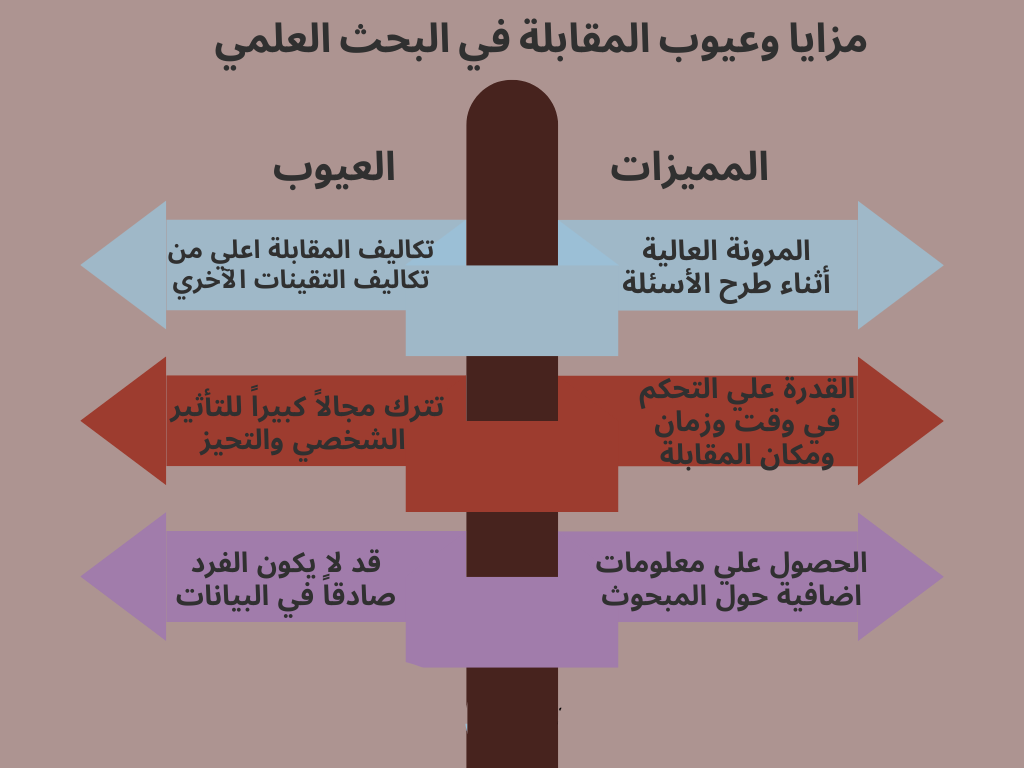 مزايا وعيوب المقابلة في البحث العلمي
المميزات
العيوب
المرونة العالية
أثناء طرح الأسئلة
تكاليف المقابلة اعلي من
تكاليف التقينات الآخري
القدرة علي التحكم
في وقت وزمان
ومكان المقابلة
تترك مجالاً كبيراً للتأثير
الشخصي والتحيز
الحصول علي معلومات
اضافية حول المبحوث
قد لا يكون الفرد
صادقاً في البيانات